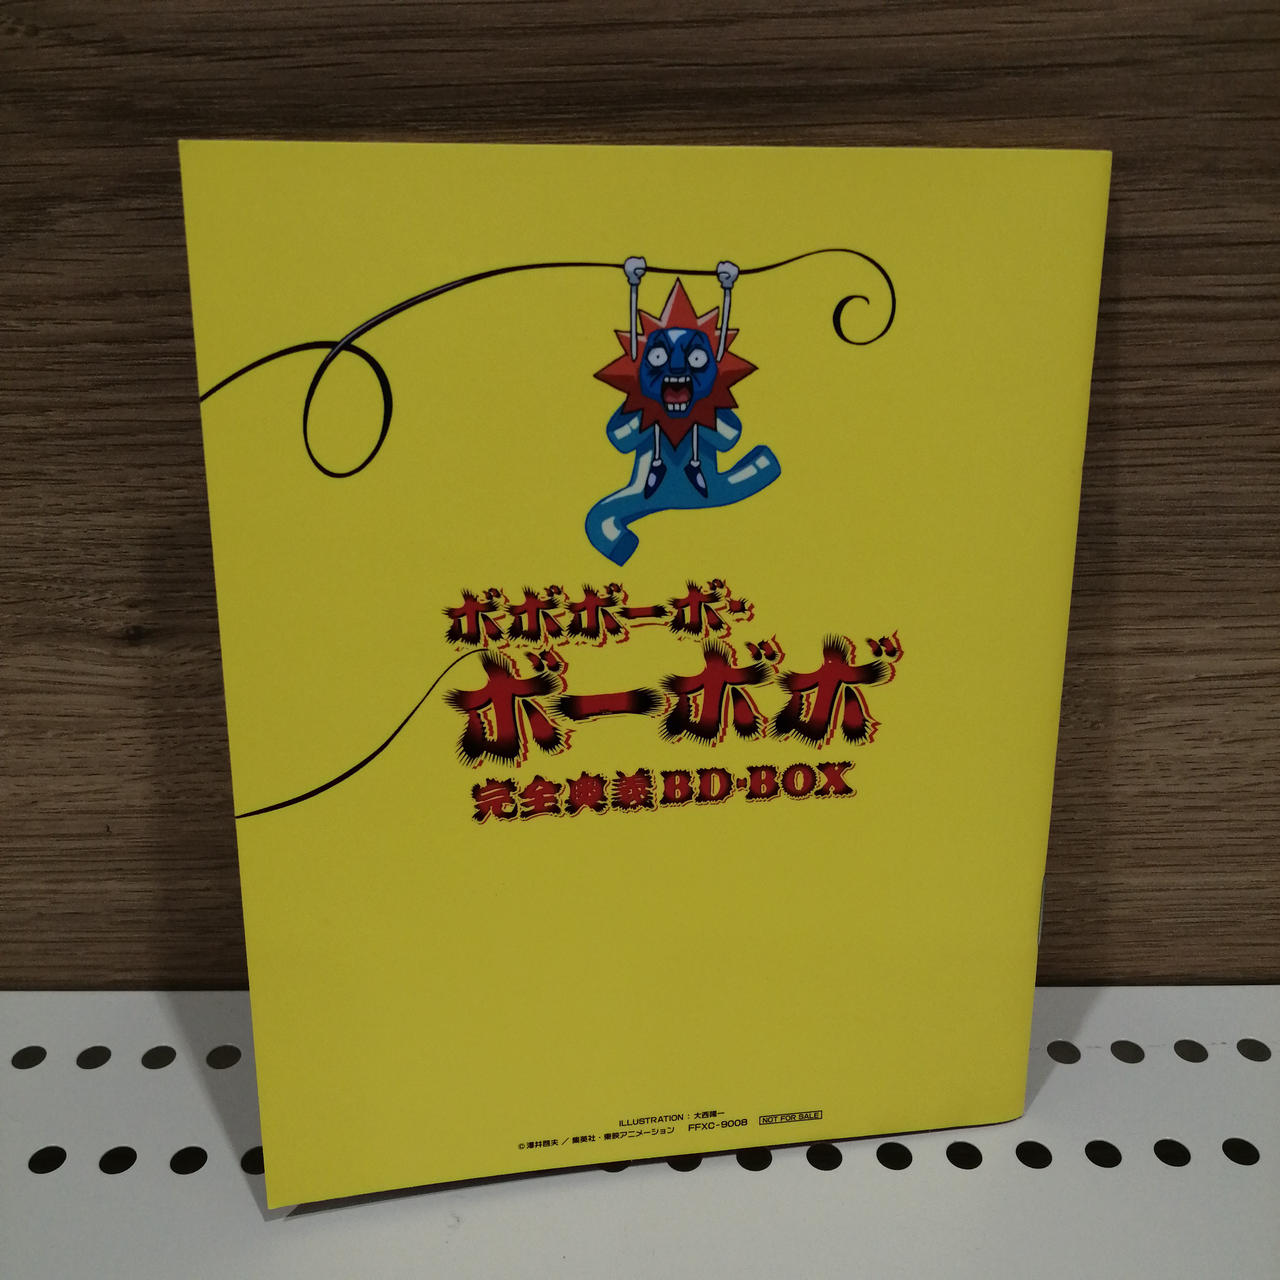 ボボボーボ・
ボーボボ
完全奥義BD-BOX
ILLUSTRATION : 大西陽一
©澤井啓夫 / 集英社・東映アニメーション FFXC-9008 NOT FOR SALE